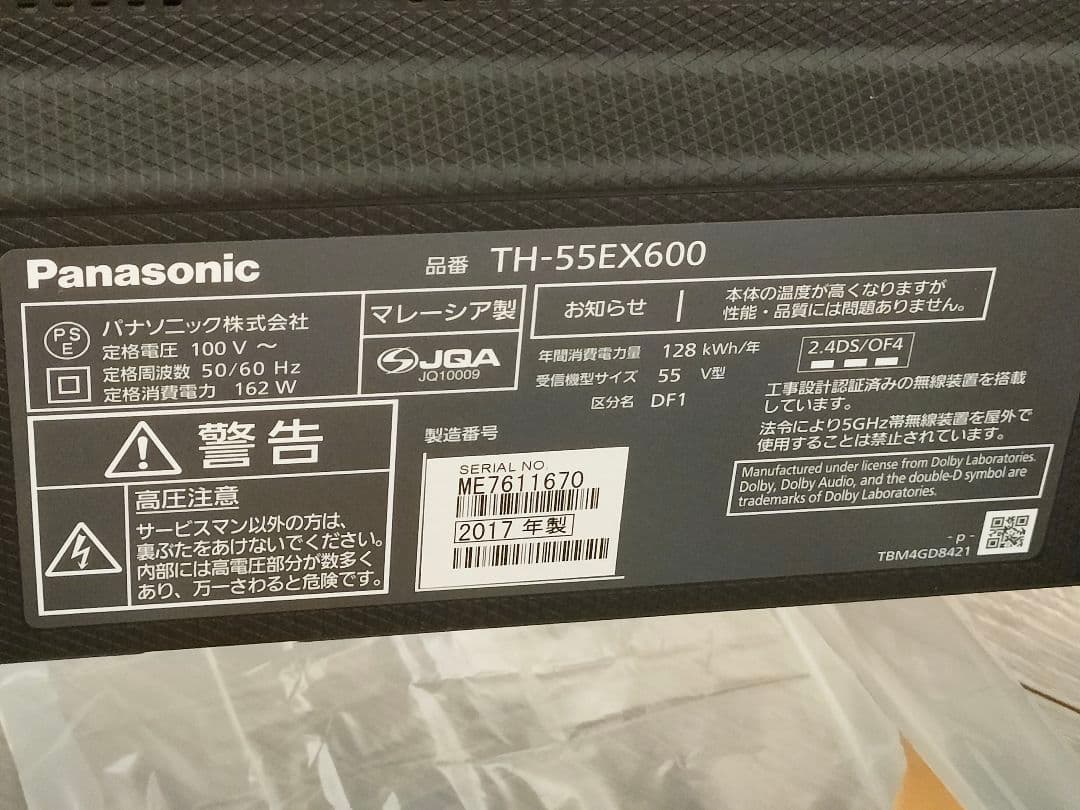 Panasonic
品番 TH-55EX600
PS
E
パナソニック株式会社
定格電圧 100 V ～
定格周波数 50/60 Hz
定格消費電力 162 W
マレーシア製
JQA
JQ10009
お知らせ
本体の温度が高くなりますが
性能・品質には問題ありません。
年間消費電力量 128 kWh/年
受信機型サイズ 55 V型
区分名 DF1
2.4DS/OF4
工事設計認証済みの無線装置を搭載
しています。
法令により5GHz帯無線装置を屋外で
使用することは禁止されています。
警告
高圧注意
サービスマン以外の方は、
裏ぶたをあけないでください。
内部には高電圧部分が数多く
あり、万一さわると危険です。
製造番号
SERIAL NO.
ME7611670
2017 年製
Manufactured under license from Dolby Laboratories.
Dolby, Dolby Audio, and the double-D symbol are
trademarks of Dolby Laboratories.
- p -
TBM4GD8421